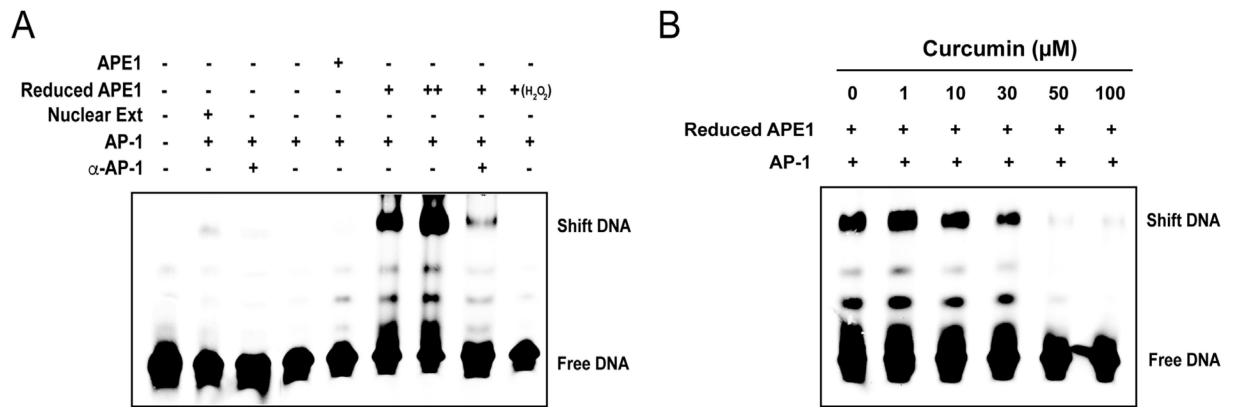 A
APE1 - - - - + - - - -
Reduced APE1 - - - - - + ++ + +(H₂O₂)
Nuclear Ext - + - - - - - - -
AP-1 - + + + + + + + +
α-AP-1 - - + - - - - + -
Shift DNA
Free DNA
B
Curcumin (µM)
0 1 10 30 50 100
Reduced APE1 + + + + + +
AP-1 + + + + + +
Shift DNA
Free DNA